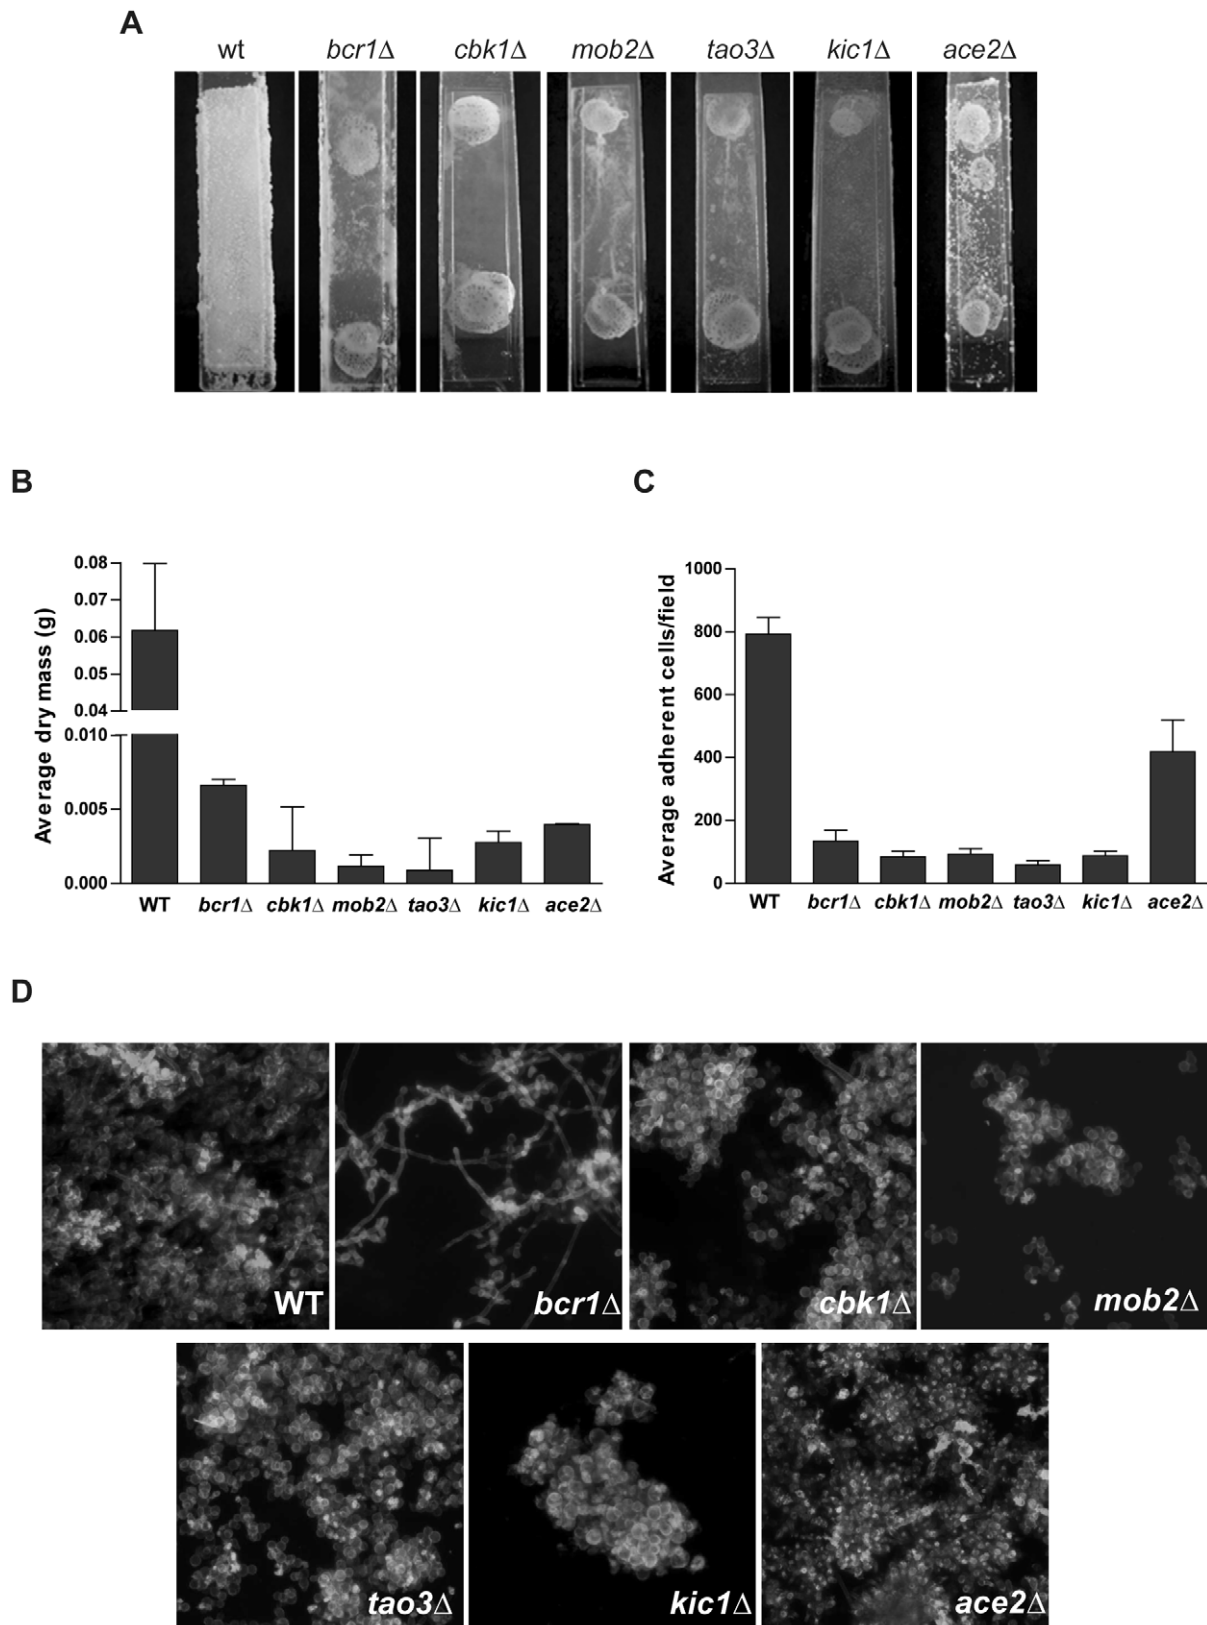 A
wt bcr1Δ cbk1Δ mob2Δ tao3Δ kic1Δ ace2Δ
B
Average dry mass (g)
0.08
0.07
0.06
0.05
0.04
0.010
0.005
0.000
WT bcr1Δ cbk1Δ mob2Δ tao3Δ kic1Δ ace2Δ
C
Average adherent cells/field
1000
800
600
400
200
0
WT bcr1Δ cbk1Δ mob2Δ tao3Δ kic1Δ ace2Δ
D
WT bcr1Δ cbk1Δ mob2Δ
tao3Δ kic1Δ ace2Δ